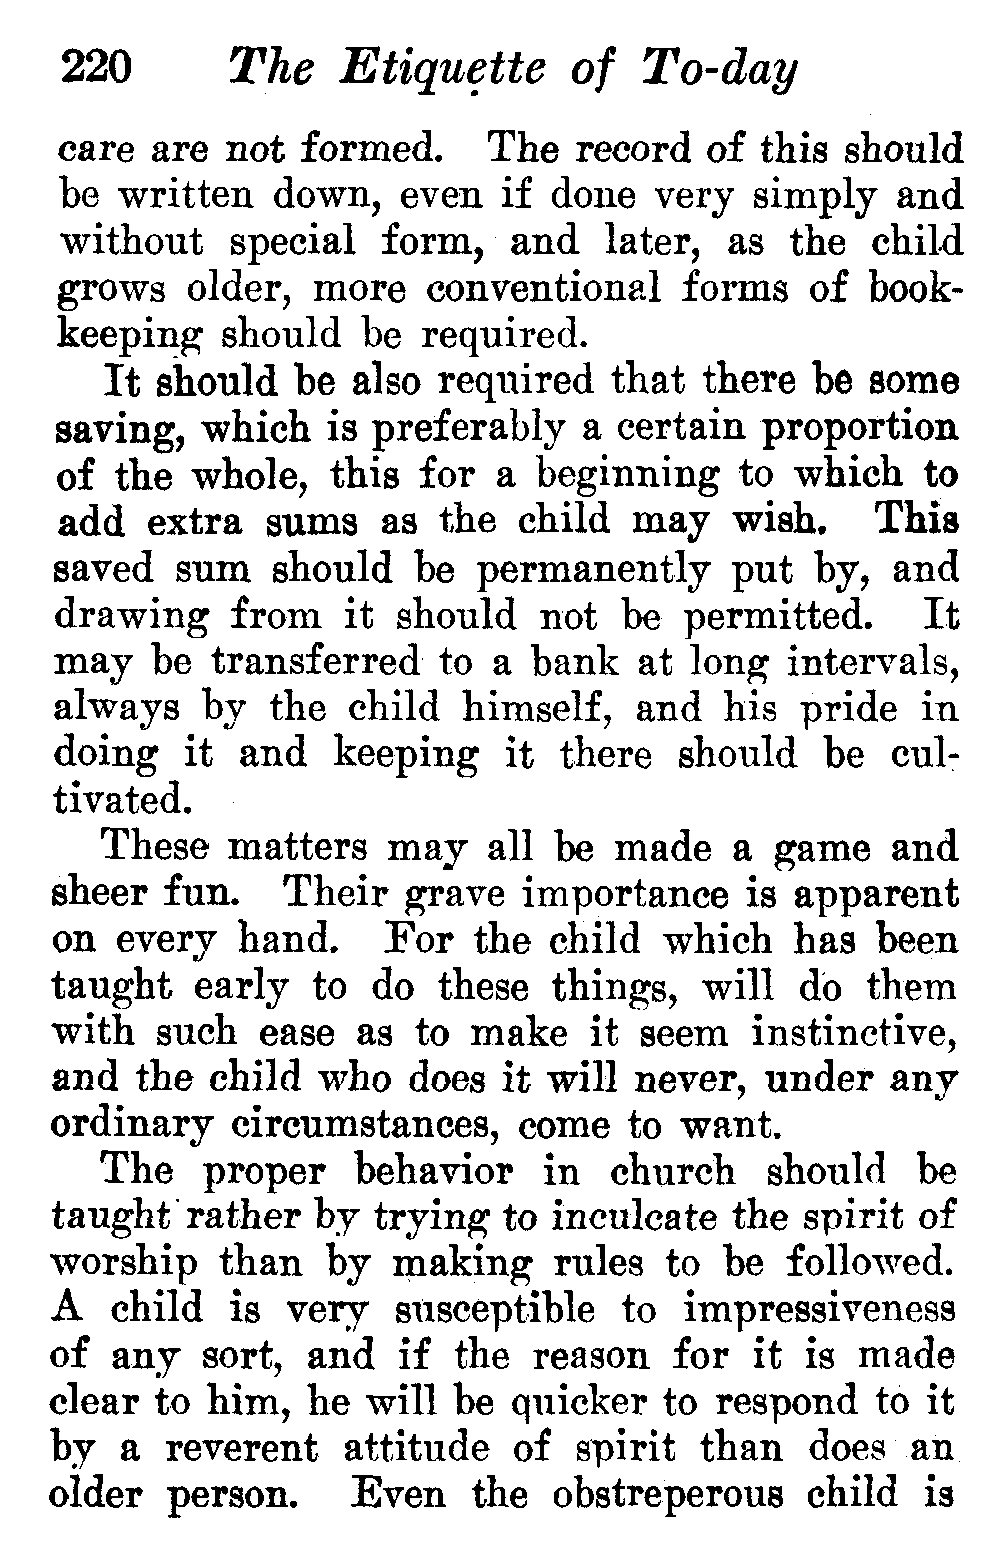 220 The Etiquette of To-day
care are not formed. The record of this should
be written down, even if done very simply and
without special form, and later, as the child
grows older, more conventional forms of book-
keeping should be required.
It should be also required that there be some
saving, which is preferably a certain proportion
of the whole, this for a beginning to which to
add extra sums as the child may wish. This
saved sum should be permanently put by, and
drawing from it should not be permitted. It
may be transferred to a bank at long intervals,
always by the child himself, and his pride in
doing it and keeping it there should be cul-
tivated.
These matters may all be made a game and
sheer fun. Their grave importance is apparent
on every hand. For the child which has been
taught early to do these things, will do them
with such ease as to make it seem instinctive,
and the child who does it will never, under any
ordinary circumstances, come to want.
The proper behavior in church should be
taught rather by trying to inculcate the spirit of
worship than by making rules to be followed.
A child is very susceptible to impressiveness
of any sort, and if the reason for it is made
clear to him, he will be quicker to respond to it
by a reverent attitude of spirit than does an
older person. Even the obstreperous child is